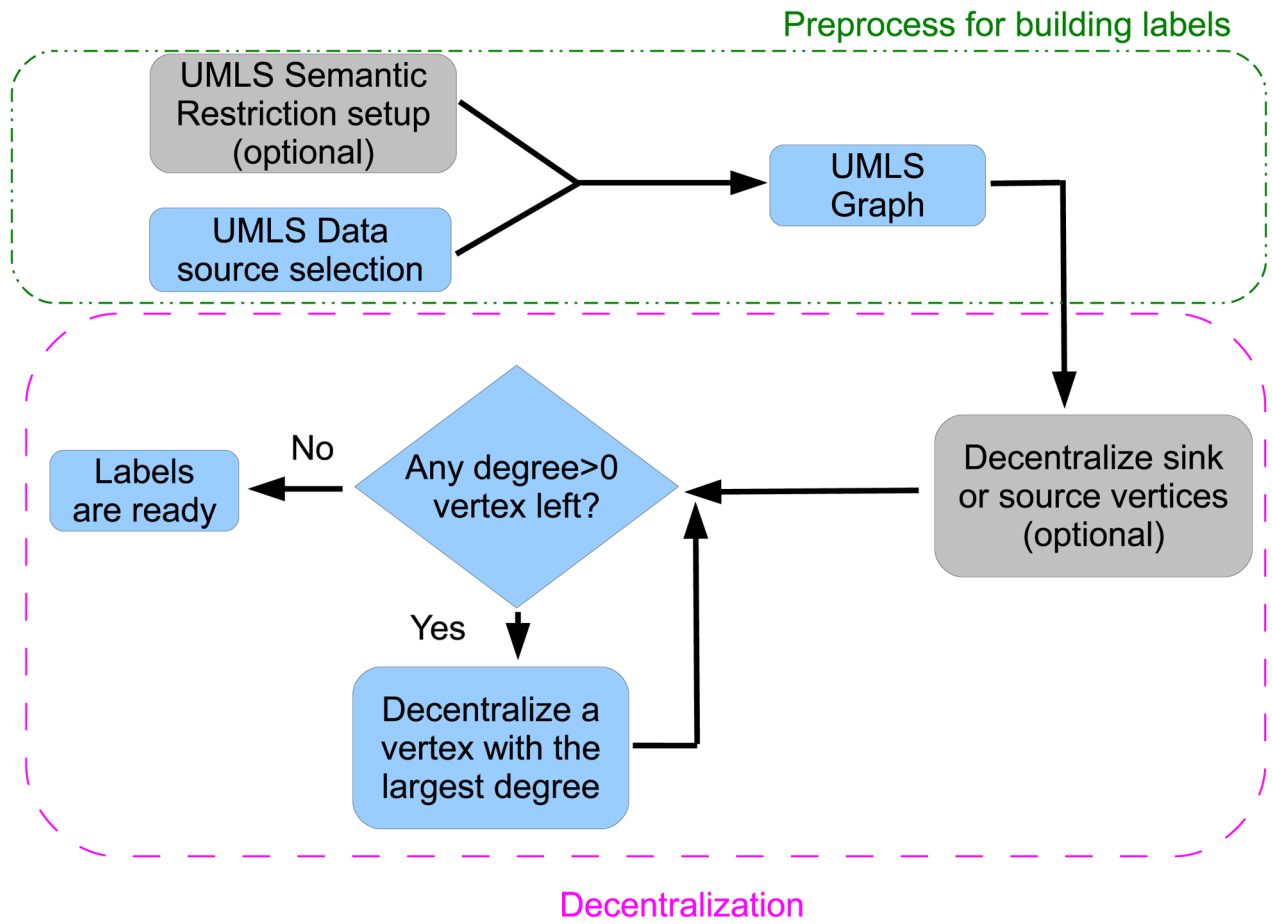 Preprocess for building labels
UMLS Semantic
Restriction setup
(optional)
UMLS Data
source selection
UMLS
Graph
Decentralize sink
or source vertices
(optional)
Any degree>0
vertex left?
No
Labels
are ready
Yes
Decentralize a
vertex with the
largest degree
Decentralization